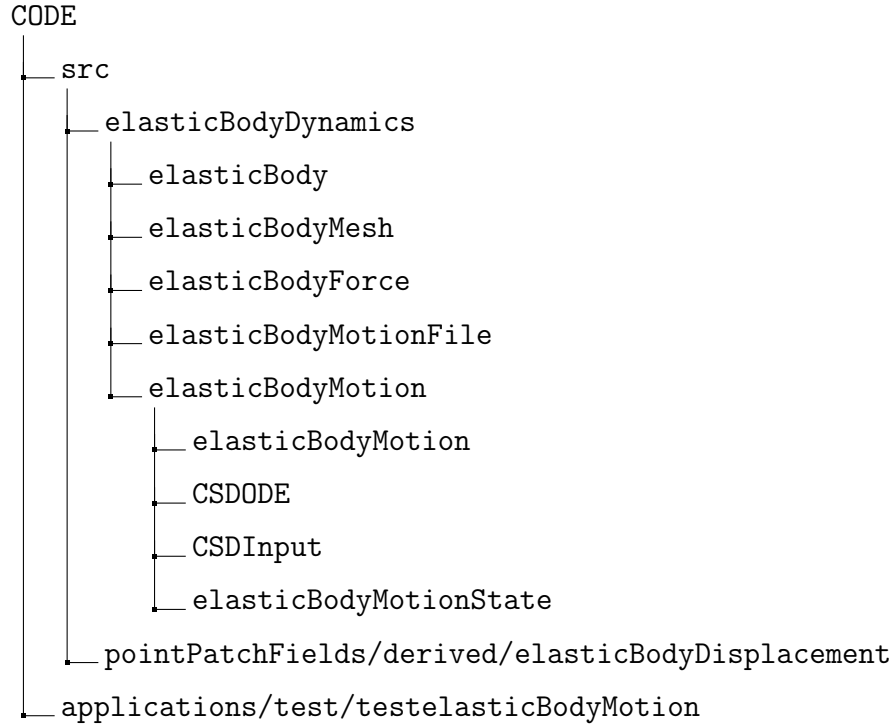 CODE
src
elasticBodyDynamics
elasticBody
elasticBodyMesh
elasticBodyForce
elasticBodyMotionFile
elasticBodyMotion
elasticBodyMotion
CSDODE
CSDInput
elasticBodyMotionState
pointPatchFields/derived/elasticBodyDisplacement
applications/test/testelasticBodyMotion